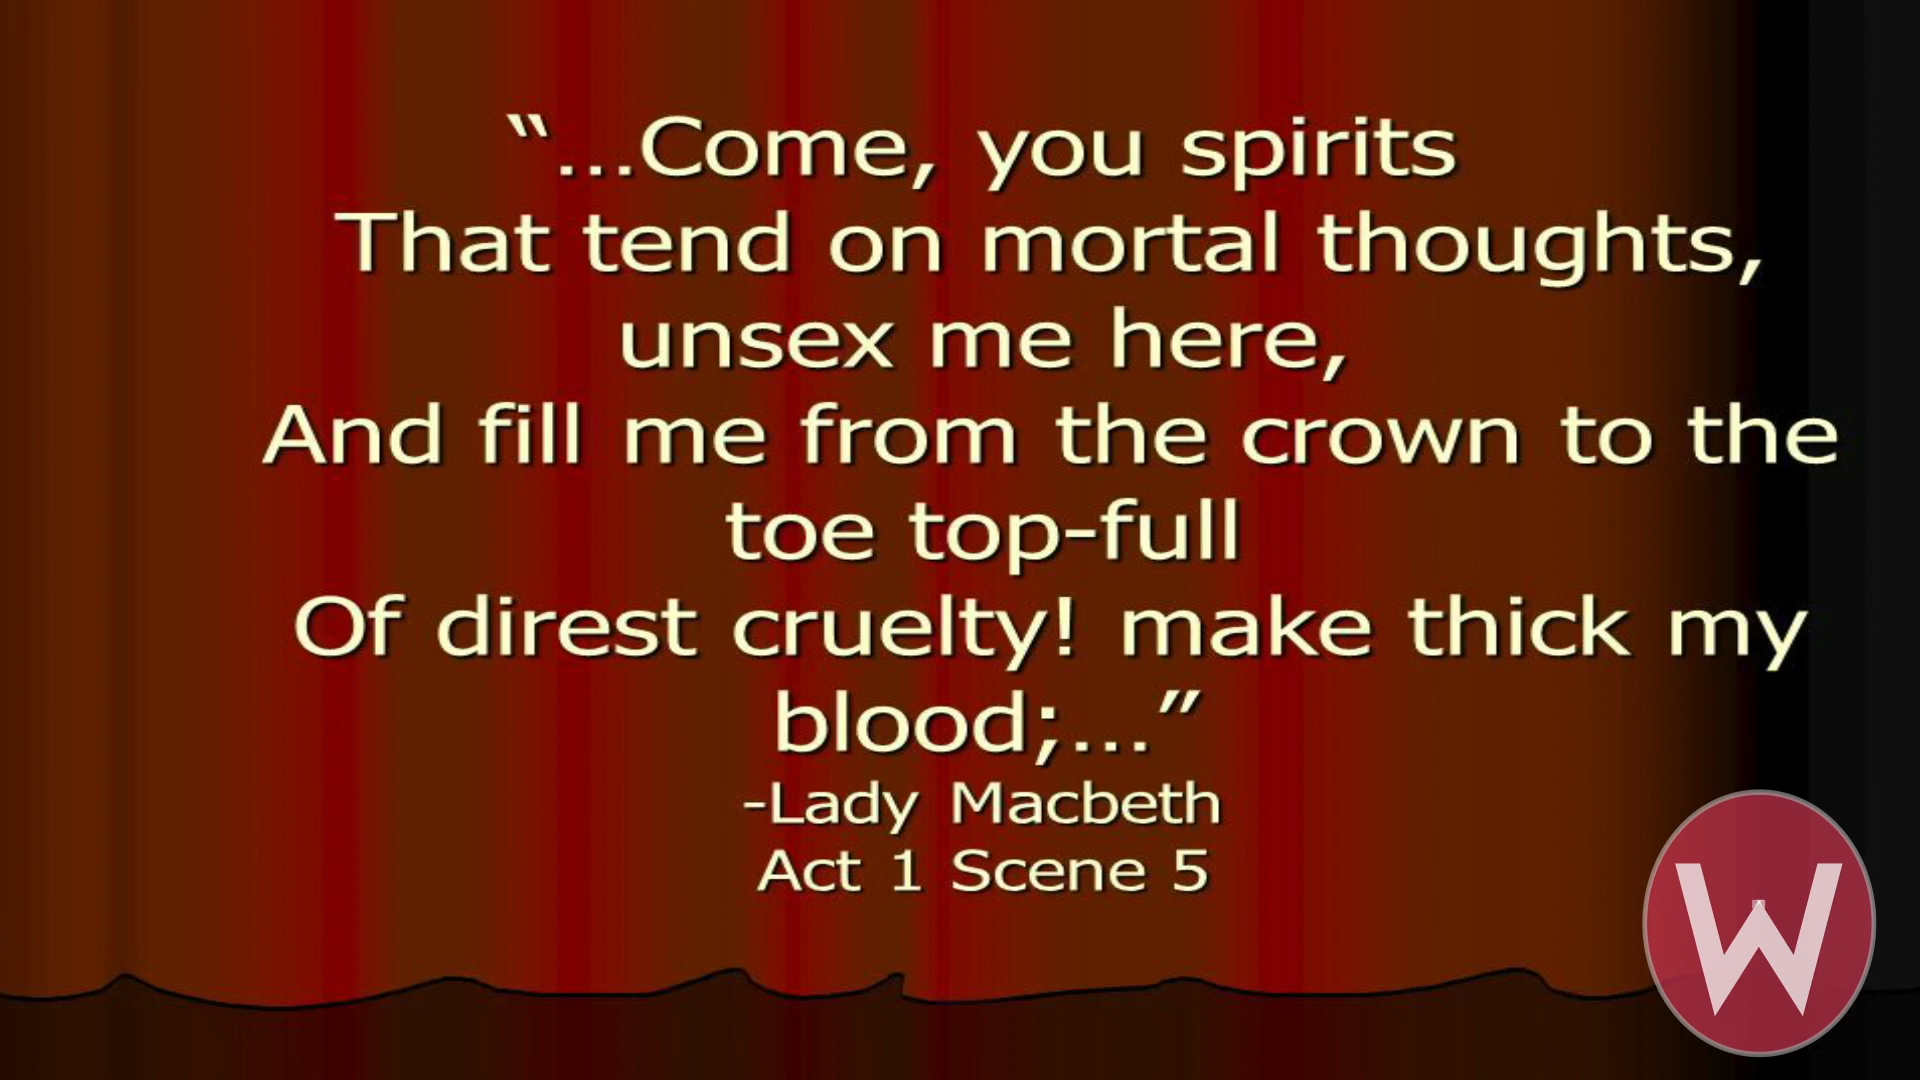 “...Come, you spirits
That tend on mortal thoughts,
unsex me here,
And fill me from the crown to the
toe top-full
Of direst cruelty! make thick my
blood;...”
-Lady Macbeth
Act 1 Scene 5
W